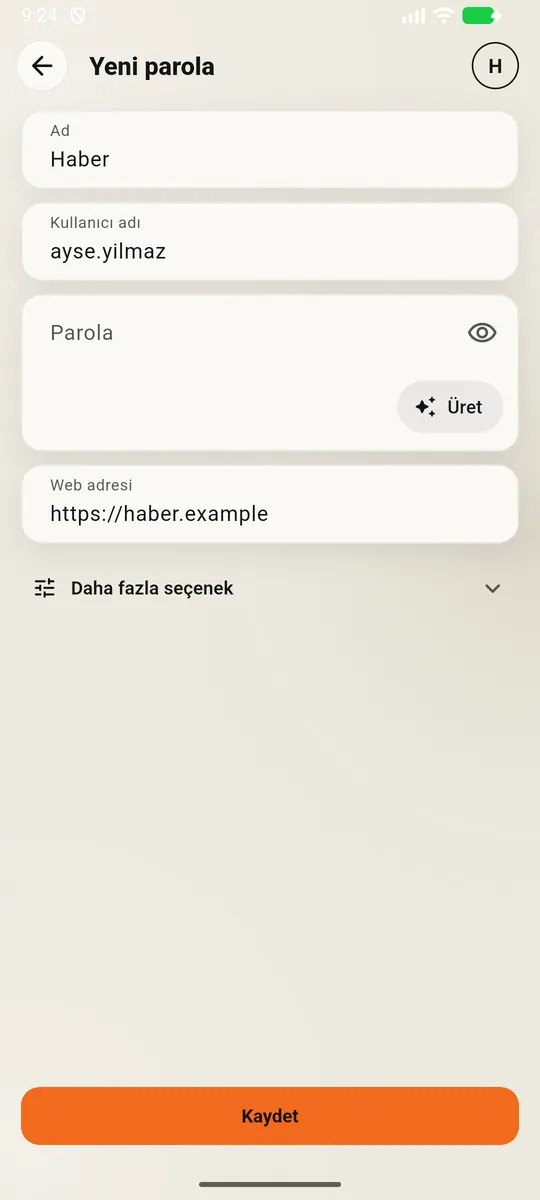 9:24
Yeni parola
H
Ad
Haber
Kullanıcı adı
ayse.yilmaz
Parola
Üret
Web adresi
https://haber.example
Daha fazla seçenek
Kaydet